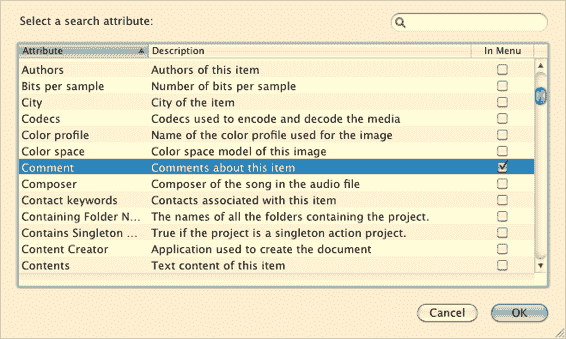 Select a search attribute:
Attribute Description In Menu
Authors Authors of this item
Bits per sample Number of bits per sample
City City of the item
Codecs Codecs used to encode and decode the media
Color profile Name of the color profile used for the image
Color space Color space model of this image
Comment Comments about this item
Composer Composer of the song in the audio file
Contact keywords Contacts associated with this item
Containing Folder N... The names of all the folders containing the project.
Contains Singleton ... True if the project is a singleton action project.
Content Creator Application used to create the document
Contents Text content of this item
Cancel OK